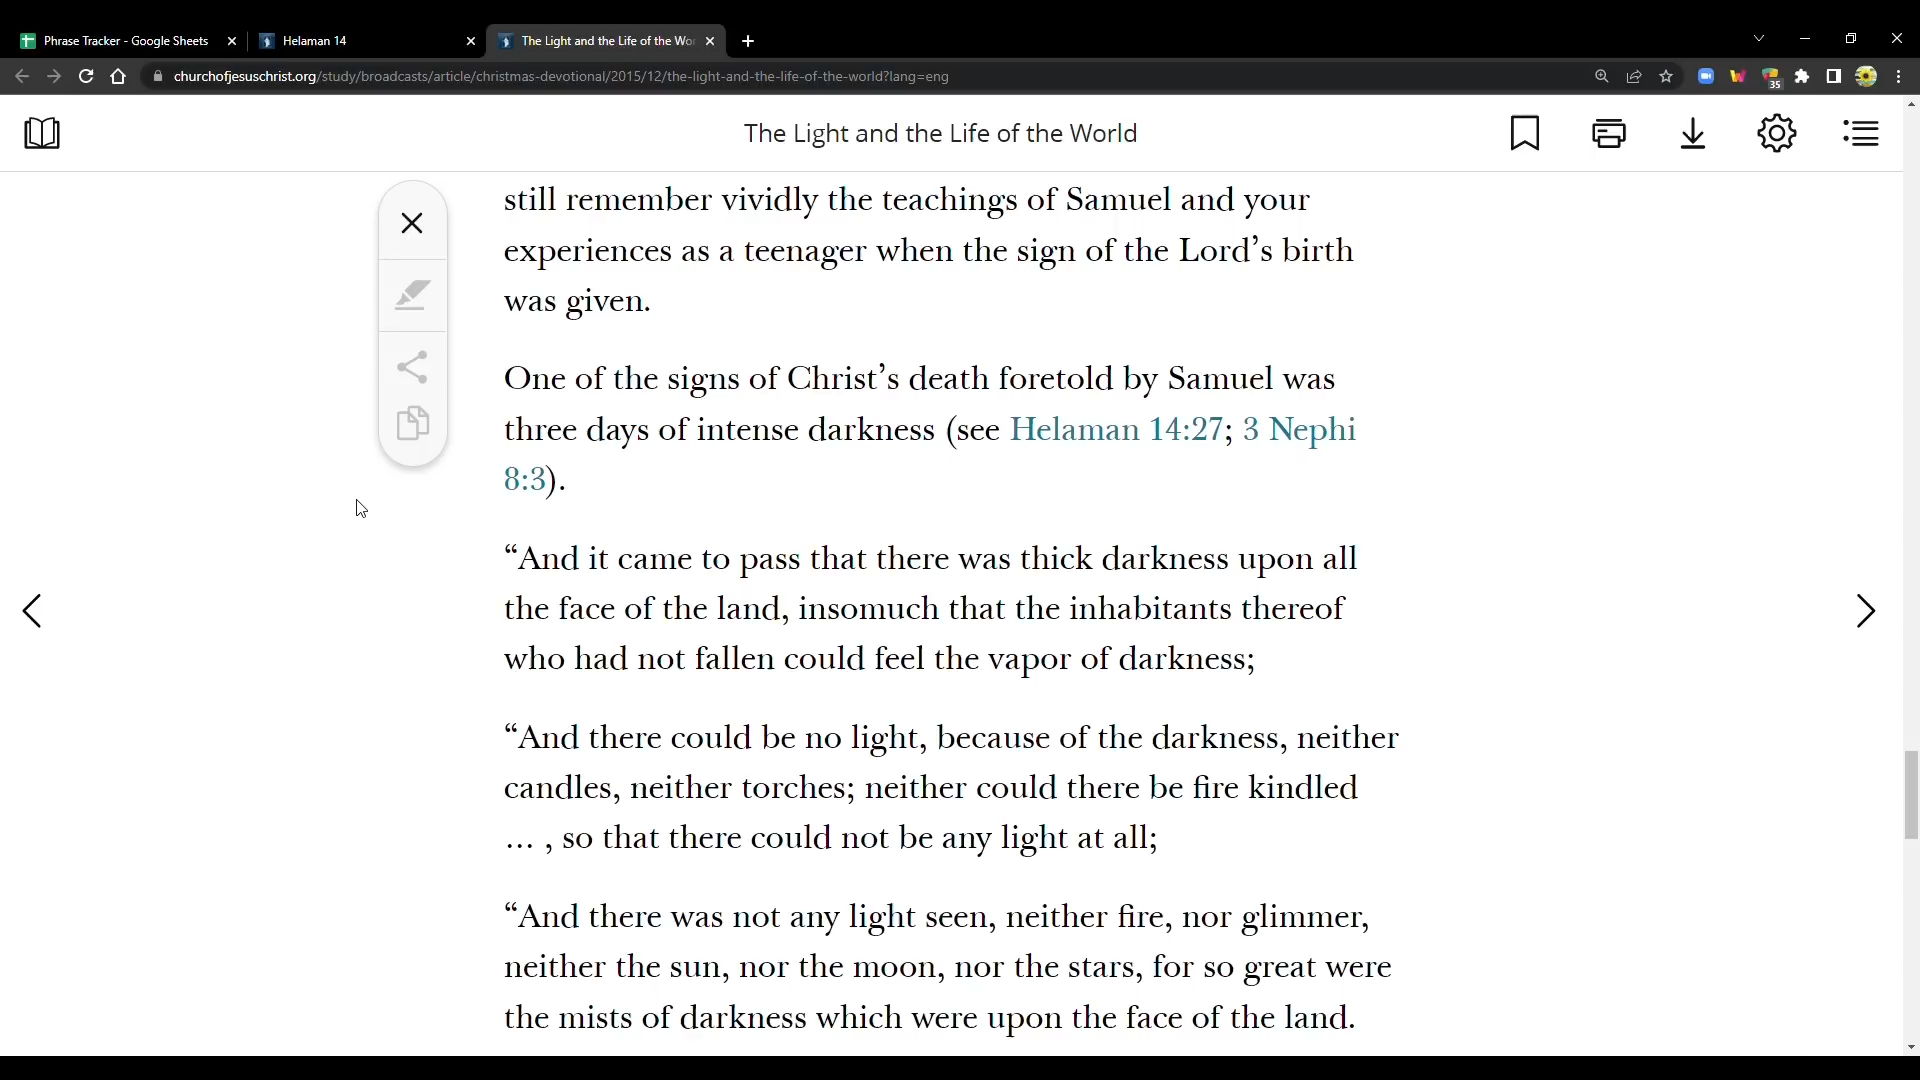 Phrase Tracker - Google Sheets
Helaman 14
The Light and the Life of the Wor
churchofjesuschrist.org/study/broadcasts/article/christmas-devotional/2015/12/the-light-and-the-life-of-the-world?lang=eng
35
The Light and the Life of the World
still remember vividly the teachings of Samuel and your
experiences as a teenager when the sign of the Lord’s birth
was given.
One of the signs of Christ’s death foretold by Samuel was
three days of intense darkness (see Helaman 14:27; 3 Nephi
8:3).
“And it came to pass that there was thick darkness upon all
the face of the land, insomuch that the inhabitants thereof
who had not fallen could feel the vapor of darkness;
“And there could be no light, because of the darkness, neither
candles, neither torches; neither could there be fire kindled
… , so that there could not be any light at all;
“And there was not any light seen, neither fire, nor glimmer,
neither the sun, nor the moon, nor the stars, for so great were
the mists of darkness which were upon the face of the land.